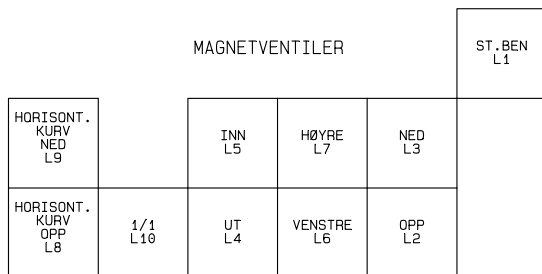 MAGNETVENTILER
ST.BEN
L1
HORISONT.
KURV
NED
L9
INN
L5
HØYRE
L7
NED
L3
HORISONT.
KURV
OPP
L8
1/1
L10
UT
L4
VENSTRE
L6
OPP
L2